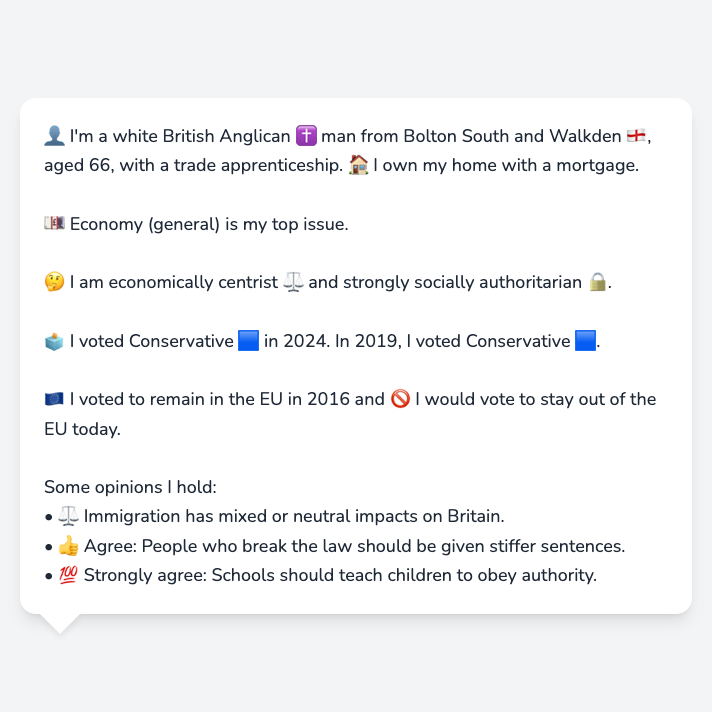 👤 I'm a white British Anglican ✝️ man from Bolton South and Walkden 🏴󠁧󠁢󠁥󠁮󠁧󠁿,
aged 66, with a trade apprenticeship. 🏠 I own my home with a mortgage.
💷 Economy (general) is my top issue.
🤔 I am economically centrist ⚖️ and strongly socially authoritarian 🔒.
🗳️ I voted Conservative 🟦 in 2024. In 2019, I voted Conservative 🟦.
🇪🇺 I voted to remain in the EU in 2016 and 🚫 I would vote to stay out of the
EU today.
Some opinions I hold:
• ⚖️ Immigration has mixed or neutral impacts on Britain.
• 👍 Agree: People who break the law should be given stiffer sentences.
• 💯 Strongly agree: Schools should teach children to obey authority.